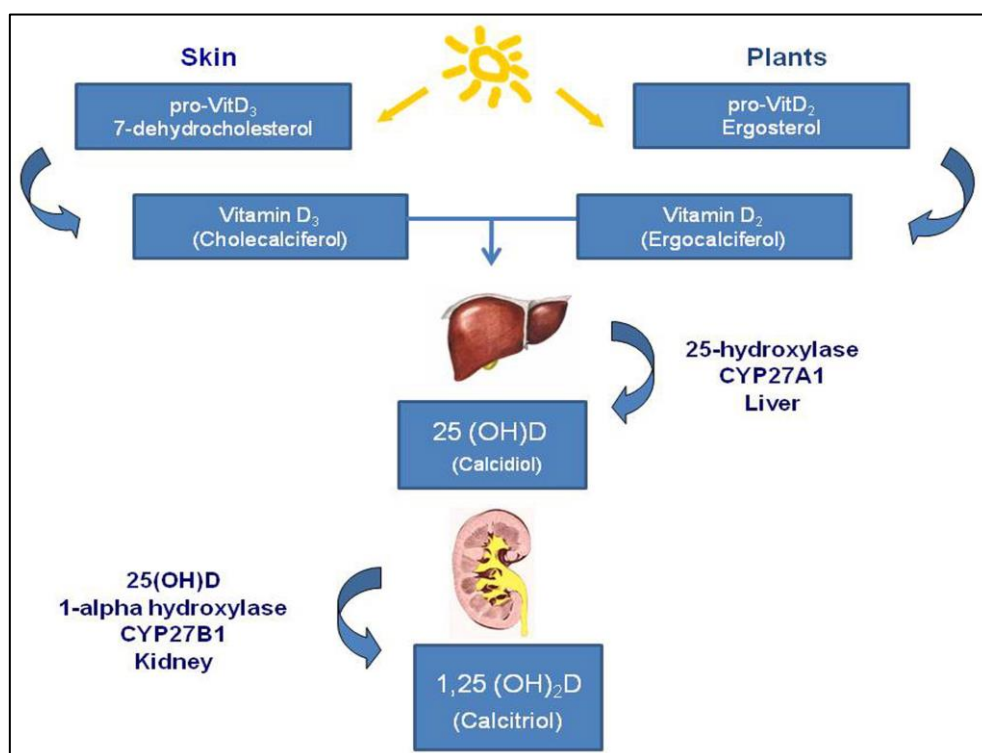 Skin
Plants
pro-VitD₃
7-dehydrocholesterol
pro-VitD₂
Ergosterol
Vitamin D₃
(Cholecalciferol)
Vitamin D₂
(Ergocalciferol)
25-hydroxylase
CYP27A1
Liver
25 (OH)D
(Calcidiol)
25(OH)D
1-alpha hydroxylase
CYP27B1
Kidney
1,25 (OH)₂D
(Calcitriol)